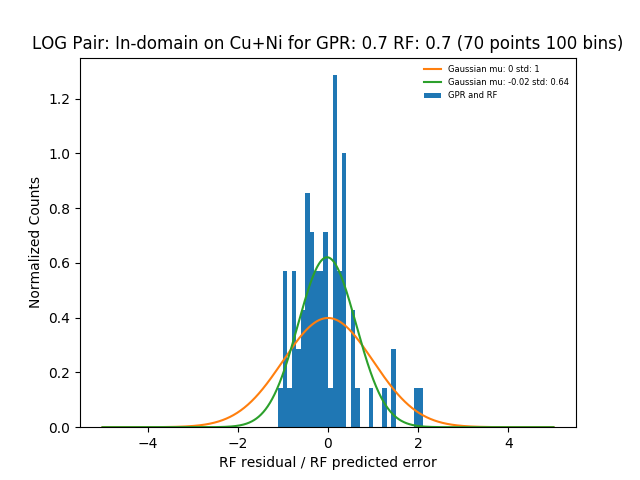 LOG Pair: In-domain on Cu+Ni for GPR: 0.7 RF: 0.7 (70 points 100 bins)
Gaussian mu: 0 std: 1
Gaussian mu: -0.02 std: 0.64
GPR and RF
Normalized Counts
1.2
1.0
0.8
0.6
0.4
0.2
0.0
−4
−2
0
2
4
RF residual / RF predicted error